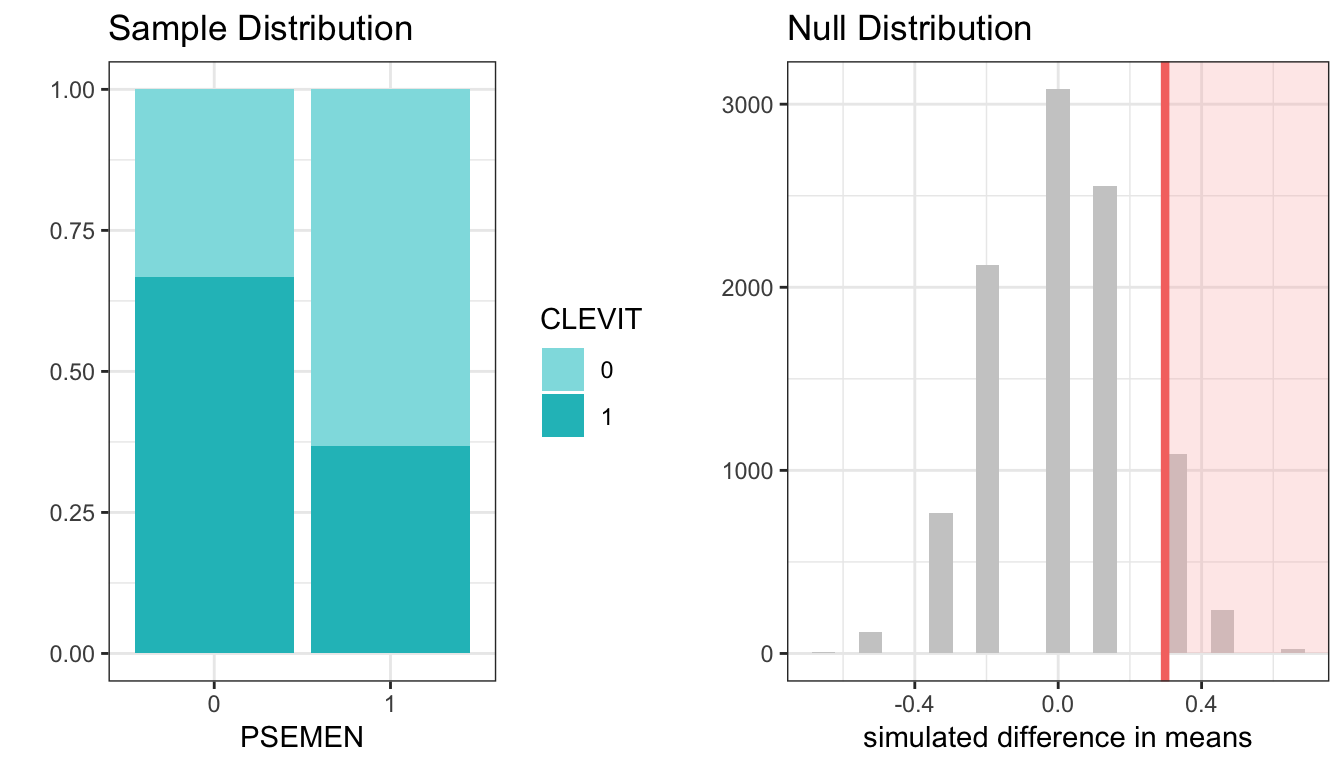 Sample Distribution
1.00
0.75
0.50
0.25
0.00
0 1
PSEMEN
CLEVIT
0
1
Null Distribution
3000
2000
1000
0
-0.4 0.0 0.4
simulated difference in means